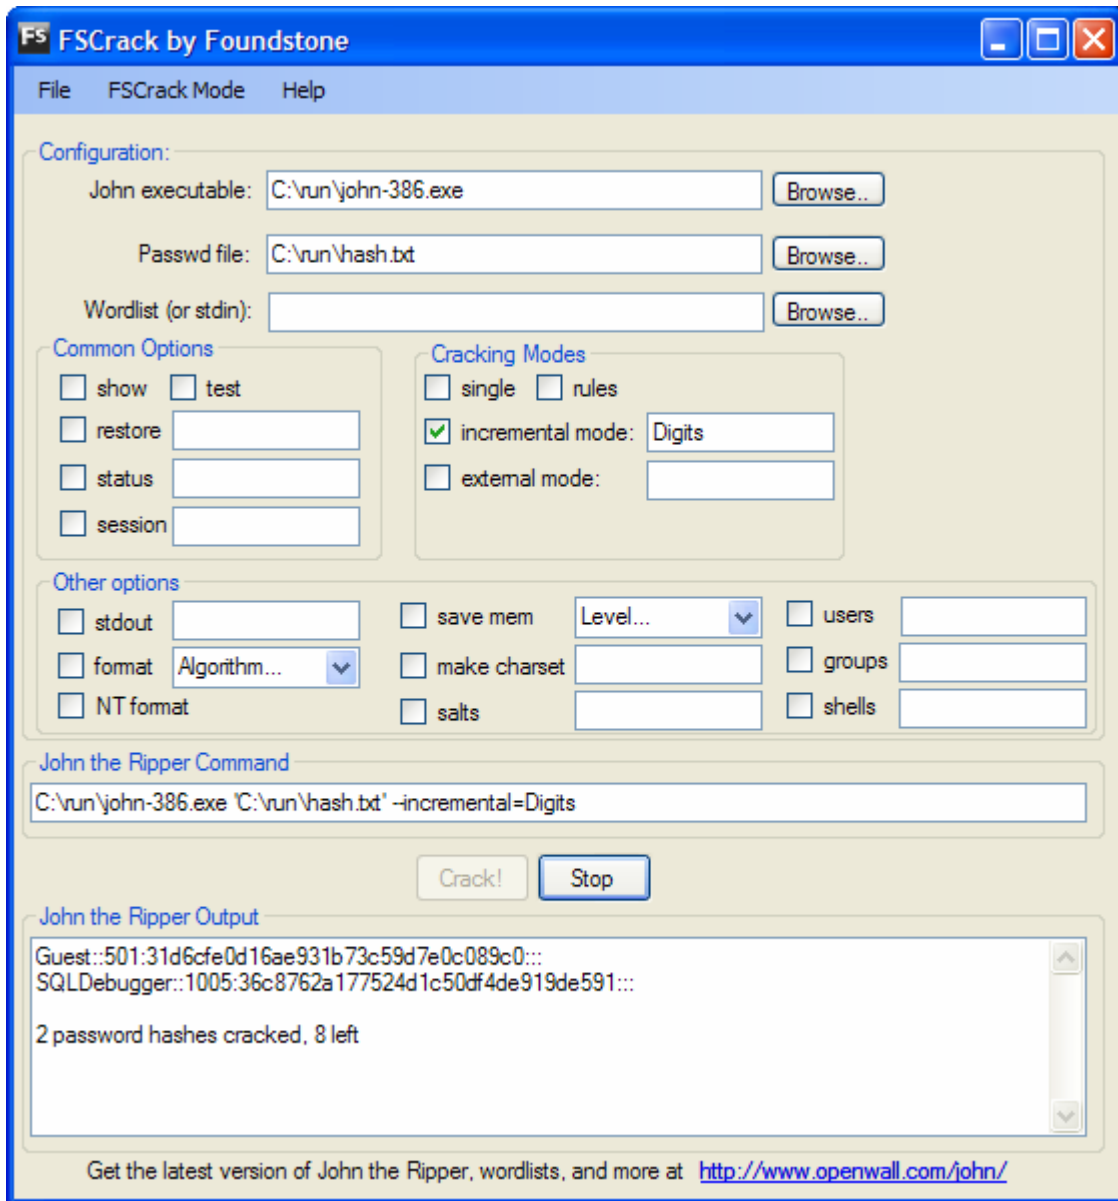 FS FSCrack by Foundstone
File FSCrack Mode Help
Configuration:
John executable: C:\run\john-386.exe Browse..
Passwd file: C:\run\hash.txt Browse..
Wordlist (or stdin): Browse..
Common Options
show test
restore
status
session
Cracking Modes
single rules
incremental mode: Digits
external mode:
Other options
stdout save mem Level... users
format Algorithm... make charset groups
NT format salts shells
John the Ripper Command
C:\run\john-386.exe 'C:\run\hash.txt' --incremental=Digits
Crack! Stop
John the Ripper Output
Guest::501:31d6cfe0d16ae931b73c59d7e0c089c0:::
SQLDebugger::1005:36c8762a177524d1c50df4de919de591:::
2 password hashes cracked, 8 left
Get the latest version of John the Ripper, wordlists, and more at http://www.openwall.com/john/